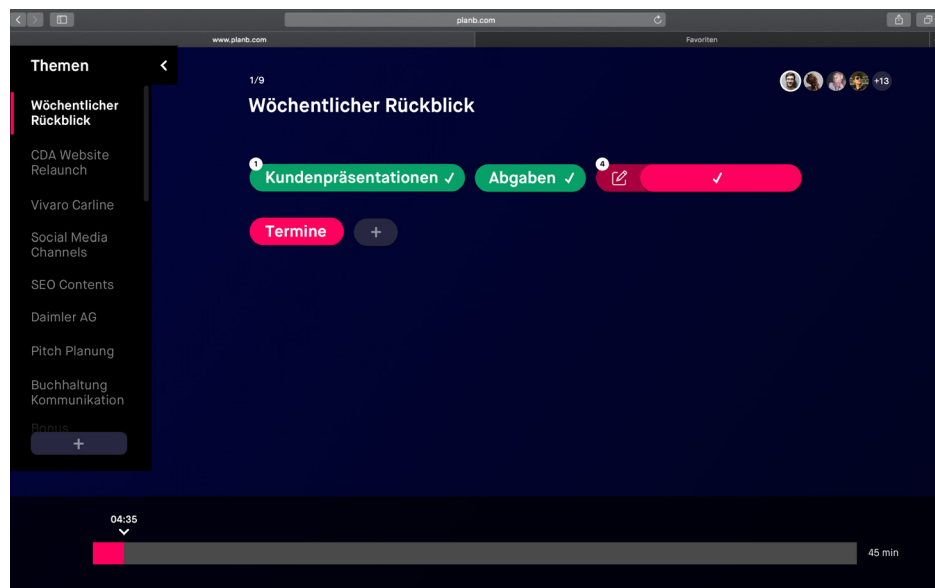 planb.com
www.planb.com
Favoriten
Themen
1/9
+13
Wöchentlicher Rückblick
Wöchentlicher
Rückblick
CDA Website
Relaunch
Vivaro Carline
Social Media
Channels
SEO Contents
Daimler AG
Pitch Planung
Buchhaltung
Kommunikation
Bonus
+
1
Kundenpräsentationen ✓
Abgaben ✓
4
✓
Termine
+
04:35
45 min